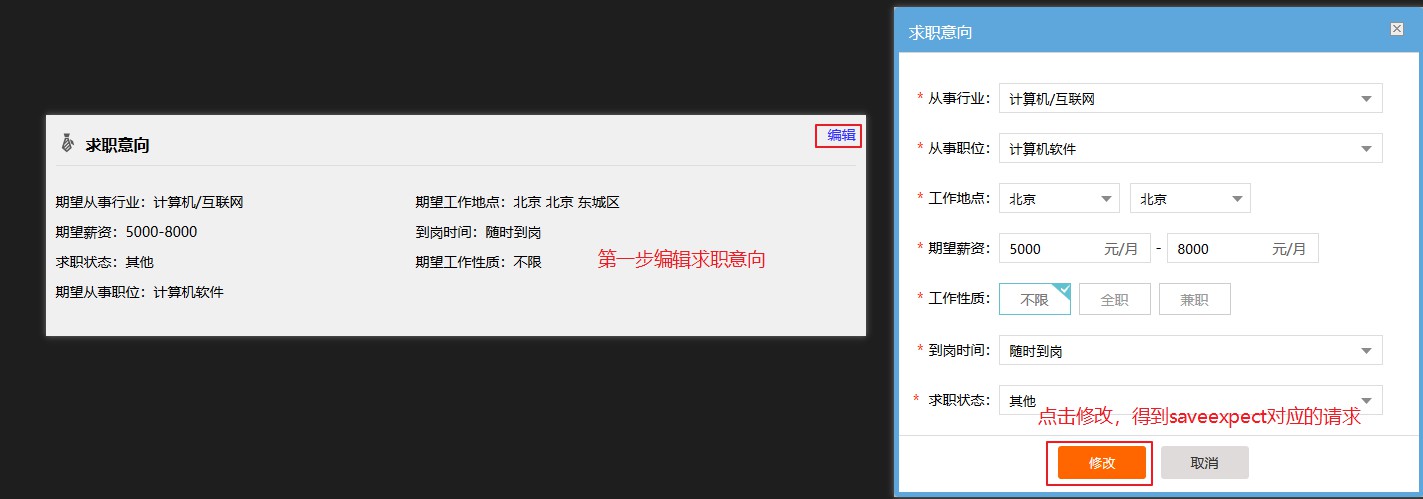 求职意向
编辑
期望从事行业：计算机/互联网
期望工作地点：北京 北京 东城区
期望薪资：5000-8000
到岗时间：随时到岗
求职状态：其他
期望工作性质：不限
第一步编辑求职意向
期望从事职位：计算机软件
求职意向
* 从事行业： 计算机/互联网
* 从事职位： 计算机软件
* 工作地点： 北京 北京
* 期望薪资： 5000 元/月 - 8000 元/月
* 工作性质： 不限 全职 兼职
* 到岗时间： 随时到岗
* 求职状态： 其他
点击修改，得到saveexpect对应的请求
修改 取消